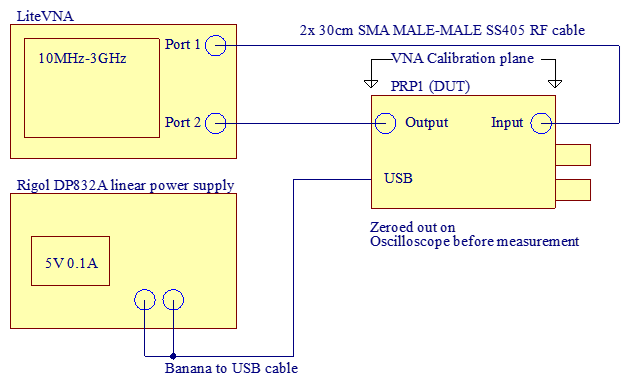 LiteVNA
2x 30cm SMA MALE-MALE SS405 RF cable
Port 1
10MHz-3GHz
VNA Calibration plane
PRP1 (DUT)
Port 2
Output
Input
USB
Rigol DP832A linear power supply
Zeroed out on
Oscilloscope before measurement
5V 0.1A
Banana to USB cable